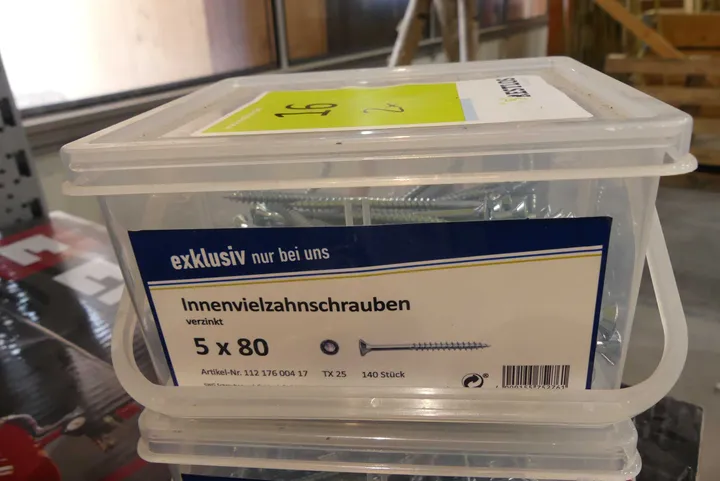 16
2x
exklusiv nur bei uns
Innenvielzahnschrauben
verzinkt
5 x 80
Artikel-Nr. 112 176 004 17 TX 25 140 Stück